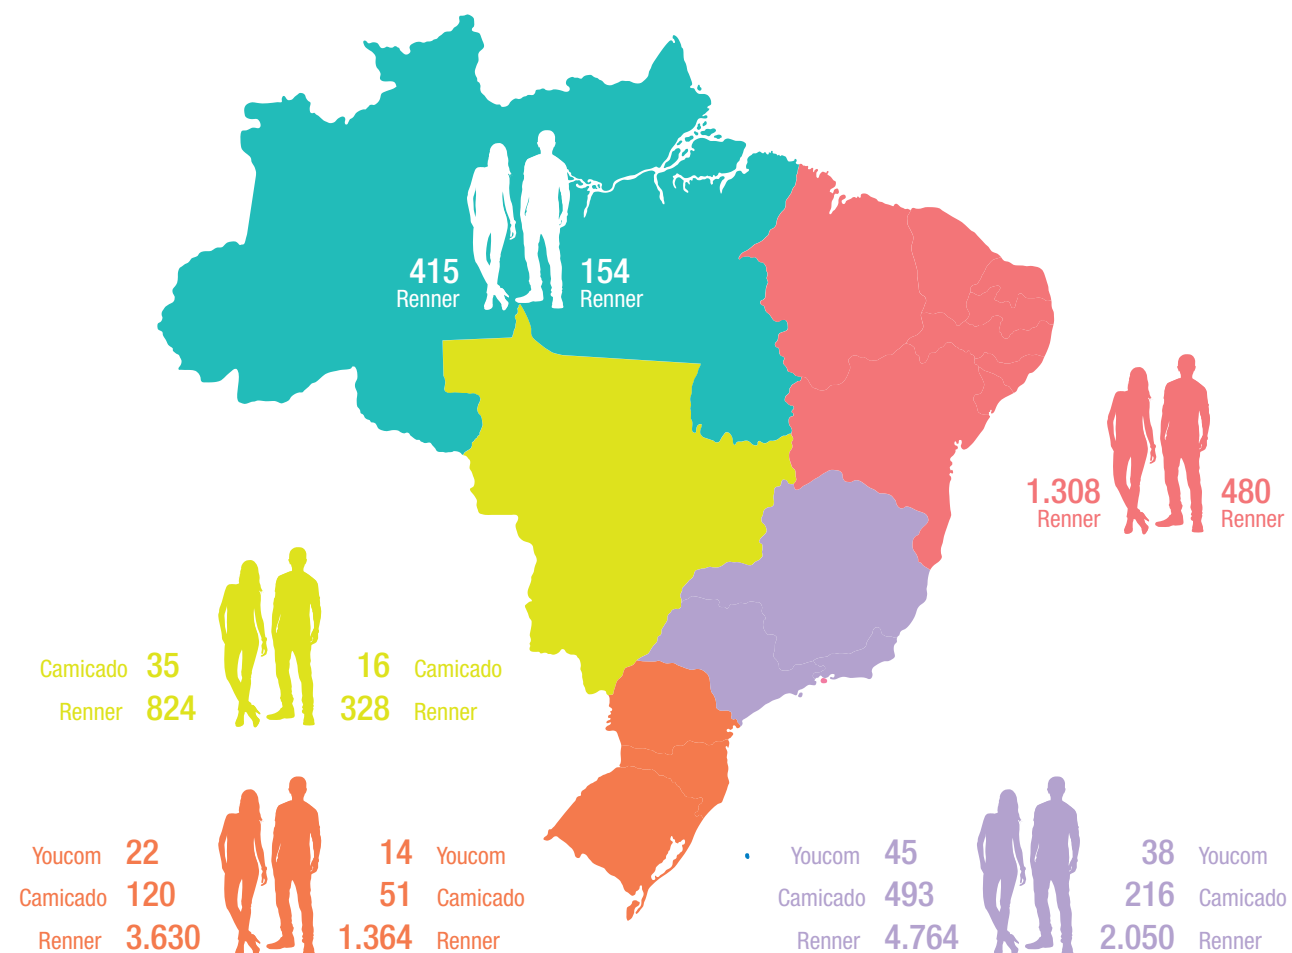 415 154
Renner Renner
1.308 480
Renner Renner
Camicado 35 16 Camicado
Renner 824 328 Renner
Youcom 22 14 Youcom
Camicado 120 51 Camicado
Renner 3.630 1.364 Renner
Youcom 45 38 Youcom
Camicado 493 216 Camicado
Renner 4.764 2.050 Renner